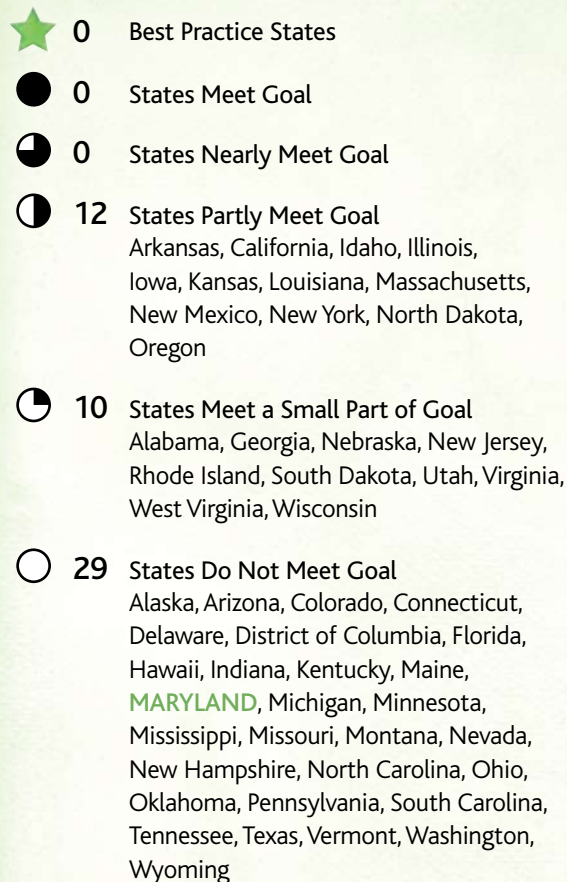 0 Best Practice States
0 States Meet Goal
0 States Nearly Meet Goal
12 States Partly Meet Goal
Arkansas, California, Idaho, Illinois,
Iowa, Kansas, Louisiana, Massachusetts,
New Mexico, New York, North Dakota,
Oregon
10 States Meet a Small Part of Goal
Alabama, Georgia, Nebraska, New Jersey,
Rhode Island, South Dakota, Utah, Virginia,
West Virginia, Wisconsin
29 States Do Not Meet Goal
Alaska, Arizona, Colorado, Connecticut,
Delaware, District of Columbia, Florida,
Hawaii, Indiana, Kentucky, Maine,
MARYLAND, Michigan, Minnesota,
Mississippi, Missouri, Montana, Nevada,
New Hampshire, North Carolina, Ohio,
Oklahoma, Pennsylvania, South Carolina,
Tennessee, Texas, Vermont, Washington,
Wyoming